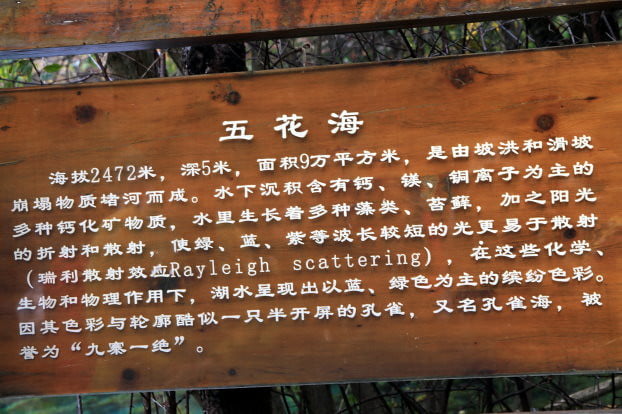 五花海
海拔2472米，深5米，面积9万平方米，是由坡洪和滑坡
崩塌物质堵河而成。水下沉积含有钙、镁、铜离子为主的
多种钙化矿物质，水里生长着多种藻类、苔藓，加之阳光
的折射和散射，使绿、蓝、紫等波长较短的光更易于散射
（瑞利散射效应Rayleigh scattering），在这些化学、
生物和物理作用下，湖水呈现出以蓝、绿色为主的缤纷色彩。
因其色彩与轮廓酷似一只半开屏的孔雀，又名孔雀海，被
誉为“九寨一绝”。